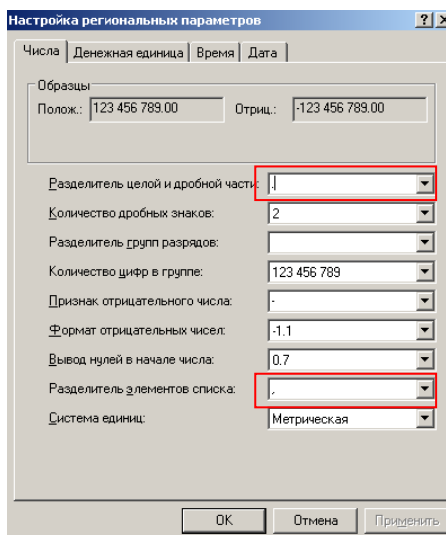 Настройка региональных параметров
Числа Денежная единица Время Дата
Образцы
Полож.: 123 456 789.00 Отриц.: -123 456 789.00
Разделитель целой и дробной части: .
Количество дробных знаков: 2
Разделитель групп разрядов:
Количество цифр в группе: 123 456 789
Признак отрицательного числа: -
Формат отрицательных чисел: -1.1
Вывод нулей в начале числа: 0.7
Разделитель элементов списка: ,
Система единиц: Метрическая
ОК Отмена Применить